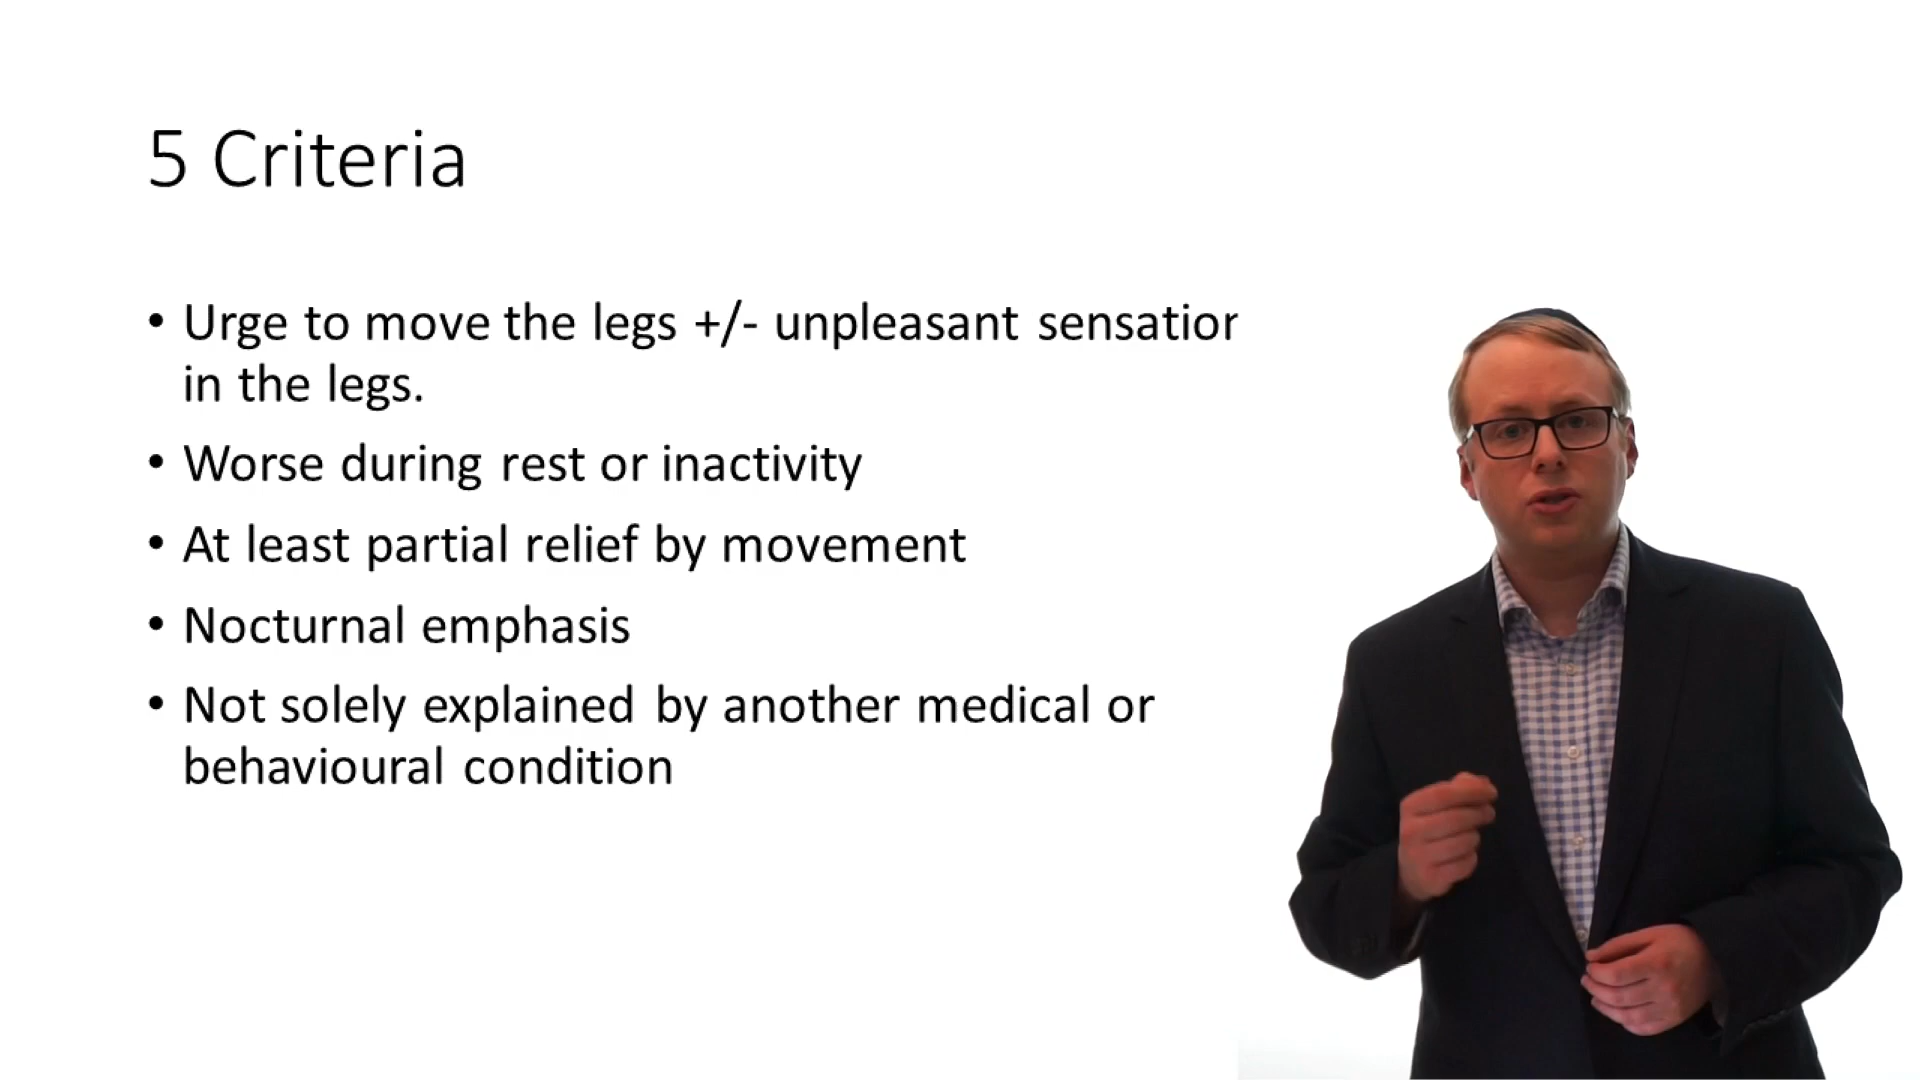 5 Criteria
• Urge to move the legs +/- unpleasant sensation
in the legs.
• Worse during rest or inactivity
• At least partial relief by movement
• Nocturnal emphasis
• Not solely explained by another medical or
behavioural condition